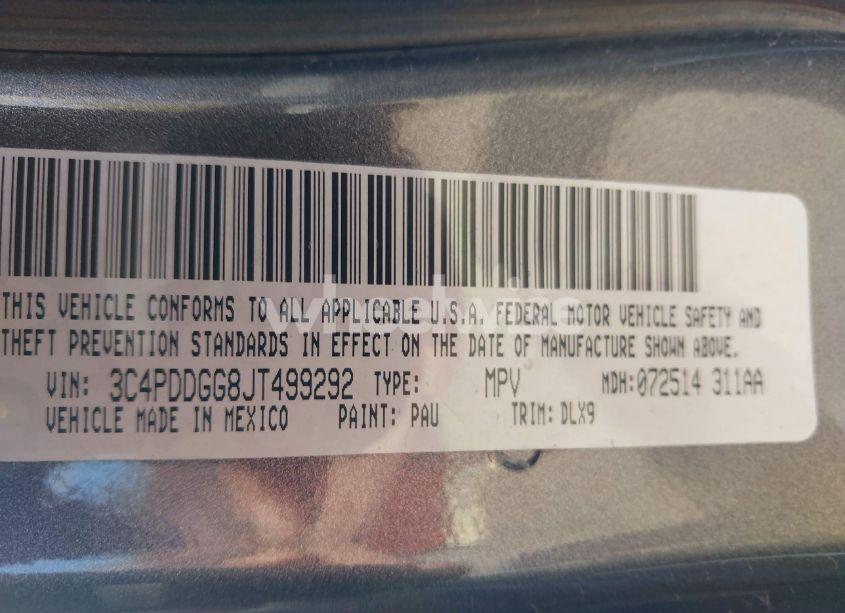 THIS VEHICLE CONFORMS TO ALL APPLICABLE U.S.A. FEDERAL MOTOR VEHICLE SAFETY AND
THEFT PREVENTION STANDARDS IN EFFECT ON THE DATE OF MANUFACTURE SHOWN ABOVE.
VIN: 3C4PDDGG8JT499292 TYPE: MPV MDH:072514 311AA
VEHICLE MADE IN MEXICO PAINT: PAU TRIM: DLX9